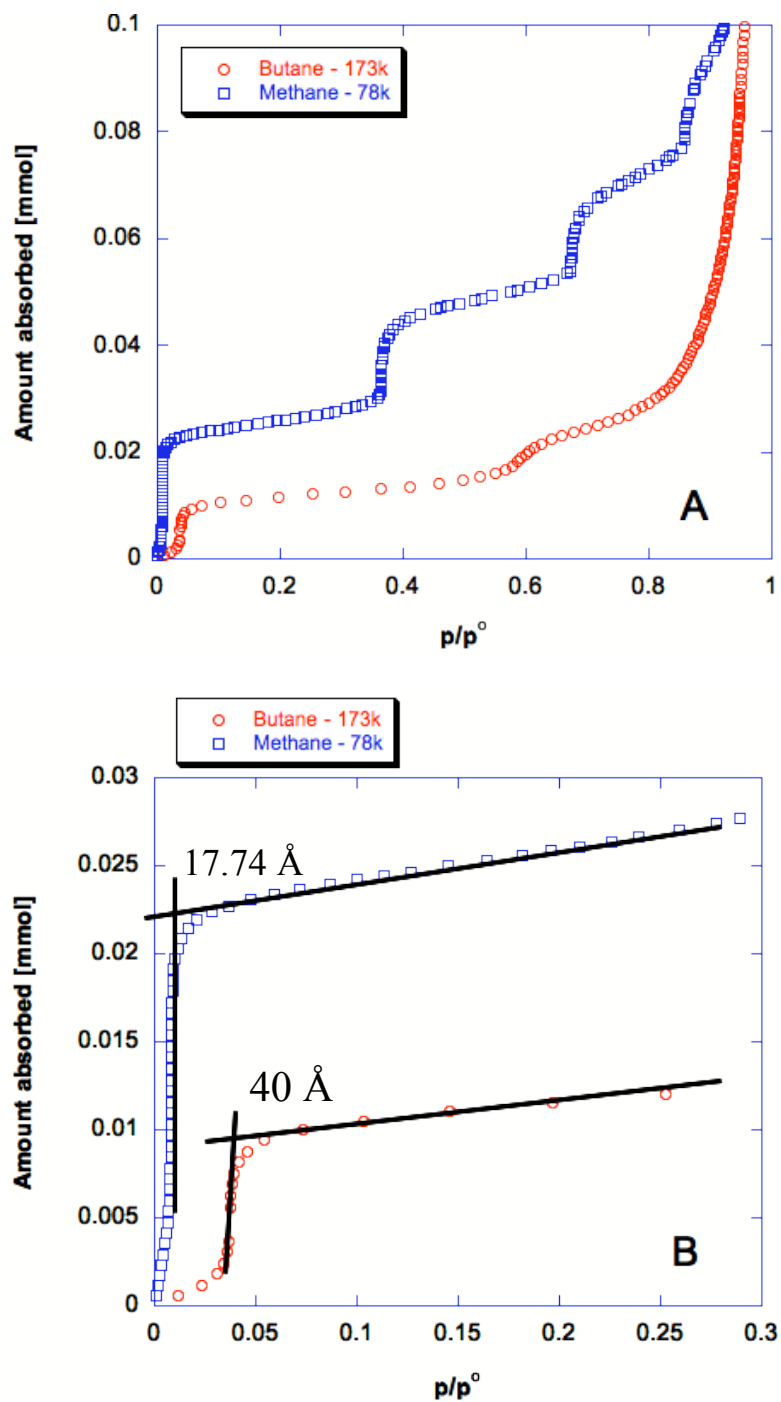 0.1
Butane - 173k
Methane - 78k
0.08
0.06
0.04
0.02
0
Amount absorbed [mmol]
A
0 0.2 0.4 0.6 0.8 1
p/p°
Butane - 173k
Methane - 78k
0.03
17.74 Å
0.025
0.02
0.015
40 Å
0.01
0.005
0
Amount absorbed [mmol]
B
0 0.05 0.1 0.15 0.2 0.25 0.3
p/p°